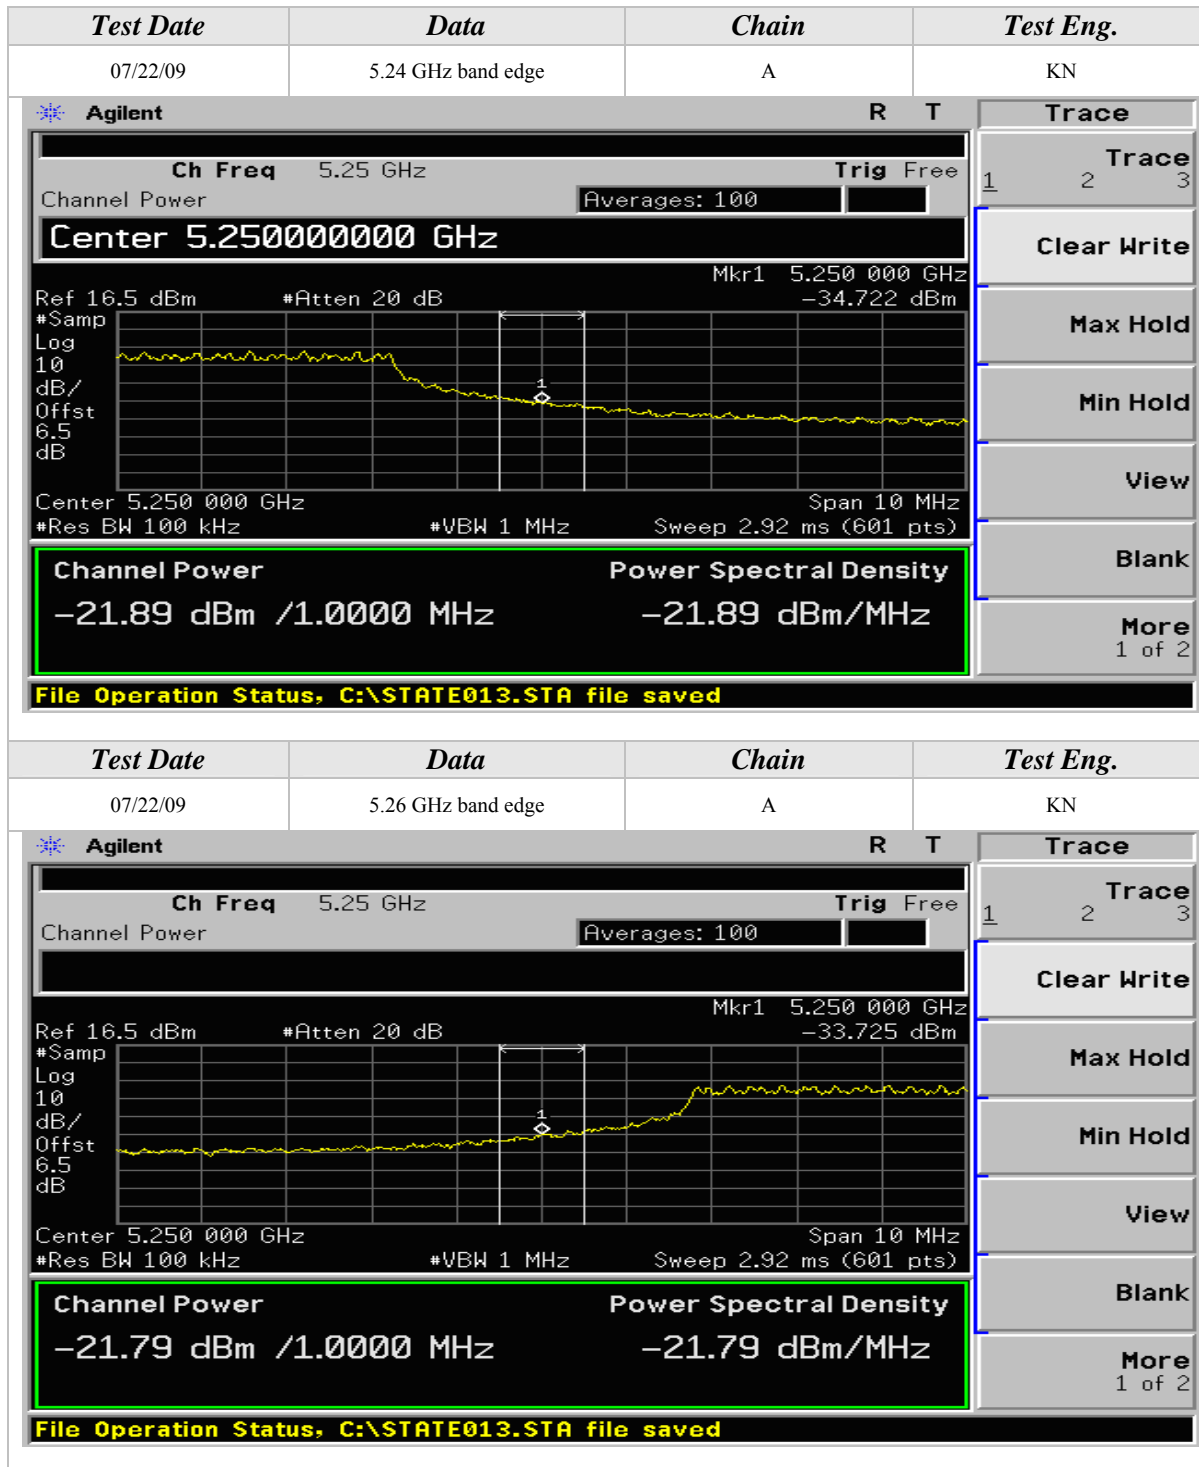 Test Date Data Chain Test Eng.
07/22/09 5.24 GHz band edge A KN
Agilent R T Trace
Ch Freq 5.25 GHz Trig Free
Channel Power Averages: 100
Trace
1 2 3
Center 5.250000000 GHz
Clear Write
Mkr1 5.250 000 GHz
Ref 16.5 dBm #Atten 20 dB -34.722 dBm
#Samp
Log
10
dB/
Offst
6.5
dB
1
Max Hold
Min Hold
View
Center 5.250 000 GHz Span 10 MHz
#Res BW 100 kHz #VBW 1 MHz Sweep 2.92 ms (601 pts)
Blank
Channel Power Power Spectral Density
-21.89 dBm /1.0000 MHz -21.89 dBm/MHz
More
1 of 2
File Operation Status, C:\STATE013.STA file saved
Test Date Data Chain Test Eng.
07/22/09 5.26 GHz band edge A KN
Agilent R T Trace
Ch Freq 5.25 GHz Trig Free
Channel Power Averages: 100
Trace
1 2 3
Clear Write
Mkr1 5.250 000 GHz
Ref 16.5 dBm #Atten 20 dB -33.725 dBm
#Samp
Log
10
dB/
Offst
6.5
dB
1
Max Hold
Min Hold
View
Center 5.250 000 GHz Span 10 MHz
#Res BW 100 kHz #VBW 1 MHz Sweep 2.92 ms (601 pts)
Blank
Channel Power Power Spectral Density
-21.79 dBm /1.0000 MHz -21.79 dBm/MHz
More
1 of 2
File Operation Status, C:\STATE013.STA file saved